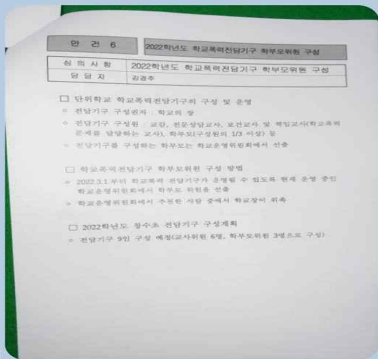 안 건 6
2022학년도 학교폭력전담기구 학부모위원 구성
심 의 사 항
2022학년도 학교폭력전담기구 학부모위원 구성
담 당 자
김경주
□ 단위학교 학교폭력전담기구의 구성 및 운영
○ 전담기구 구성권자 : 학교의 장
○ 전담기구 구성원 : 교감, 전문상담교사, 보건교사 및 책임교사(학교폭력
문제를 담당하는 교사), 학부모(구성원의 1/3 이상) 등
○ 전담기구를 구성하는 학부모는 학교운영위원회에서 선출
□ 학교폭력전담기구 학부모위원 구성 방법
○ 2022.3.1 부터 학교폭력 전담기구가 운영될 수 있도록 현재 운영 중인
학교운영위원회에서 학부모 위원을 선출
○ 학교운영위원회에서 추천한 사람 중에서 학교장이 위촉
□ 2022학년도 장수초 전담기구 구성계획
○ 전담기구 9인 구성 예정(교사위원 6명, 학부모위원 3명으로 구성)